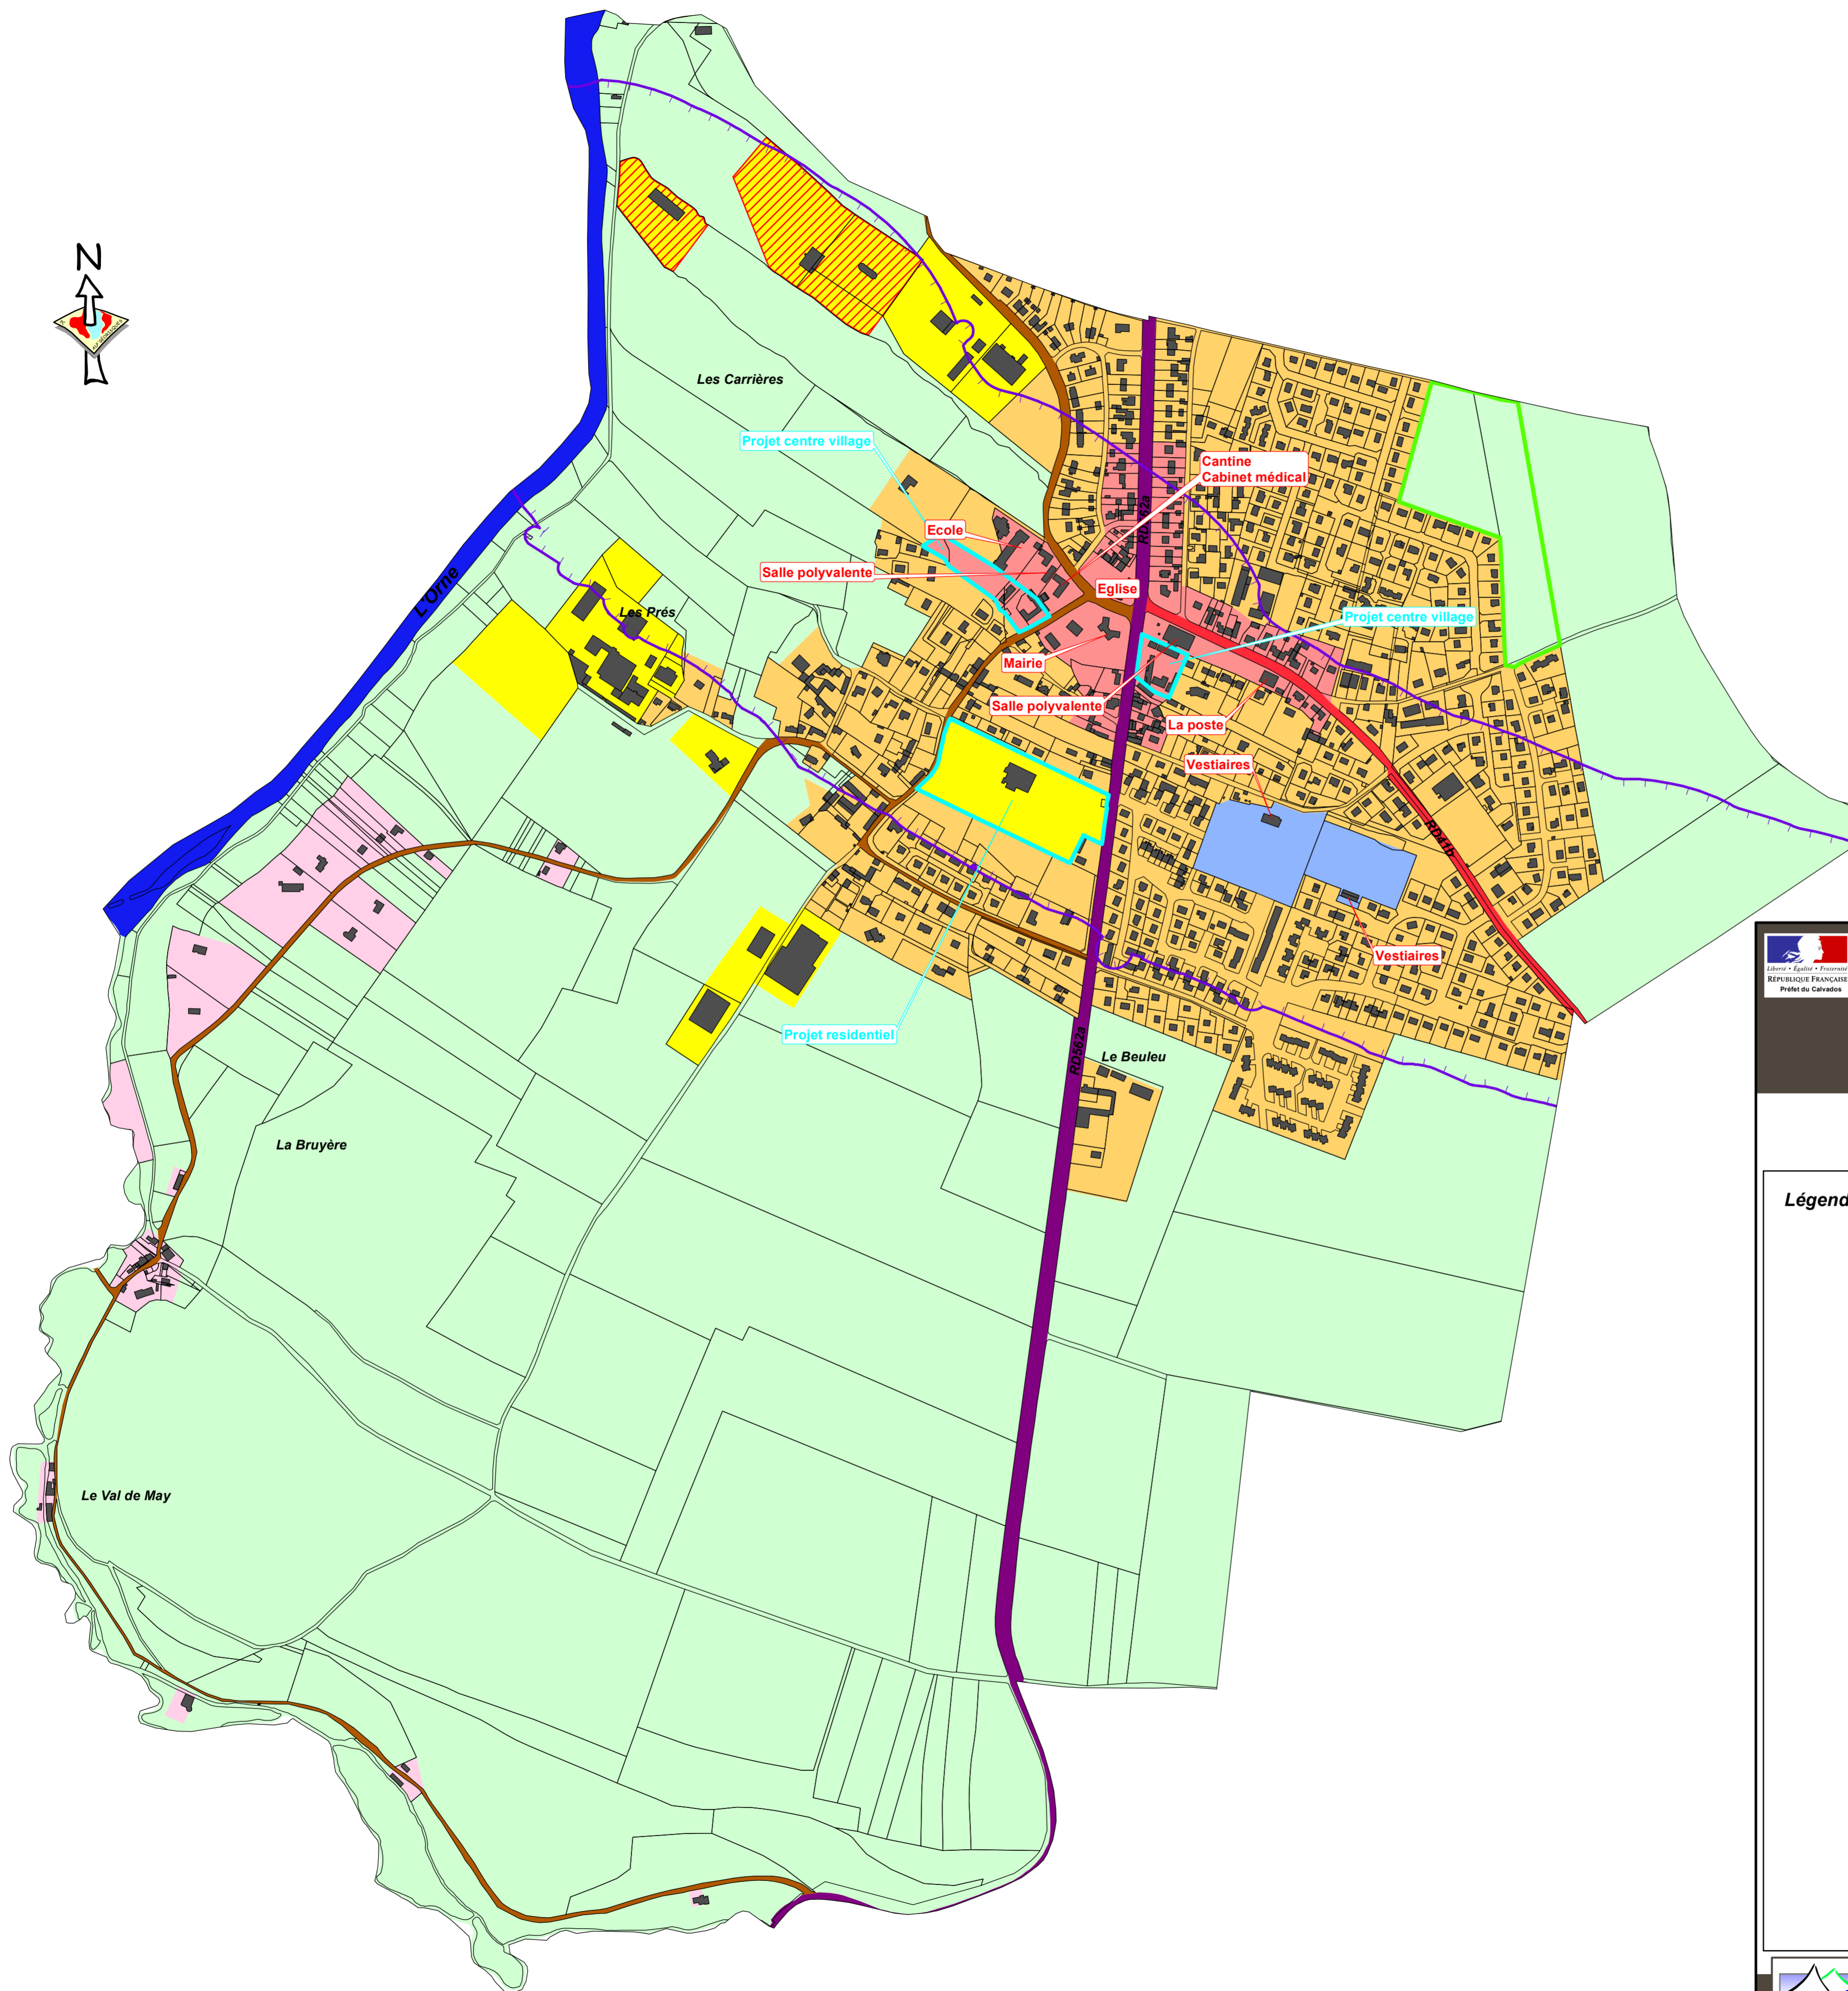 N
Les Carrières
Projet centre village
Cantine
Cabinet médical
RD562a
Ecole
Salle polyvalente
Eglise
L'Orne
Les Prés
Projet centre village
Mairie
Salle polyvalente
La poste
Vestiaires
RD41b
Vestiaires
Liberté • Égalité • Fraternité
RÉPUBLIQUE FRANÇAISE
Préfet du Calvados
Projet residentiel
RD562a
Le Beuleu
La Bruyère
Légend
Le Val de May